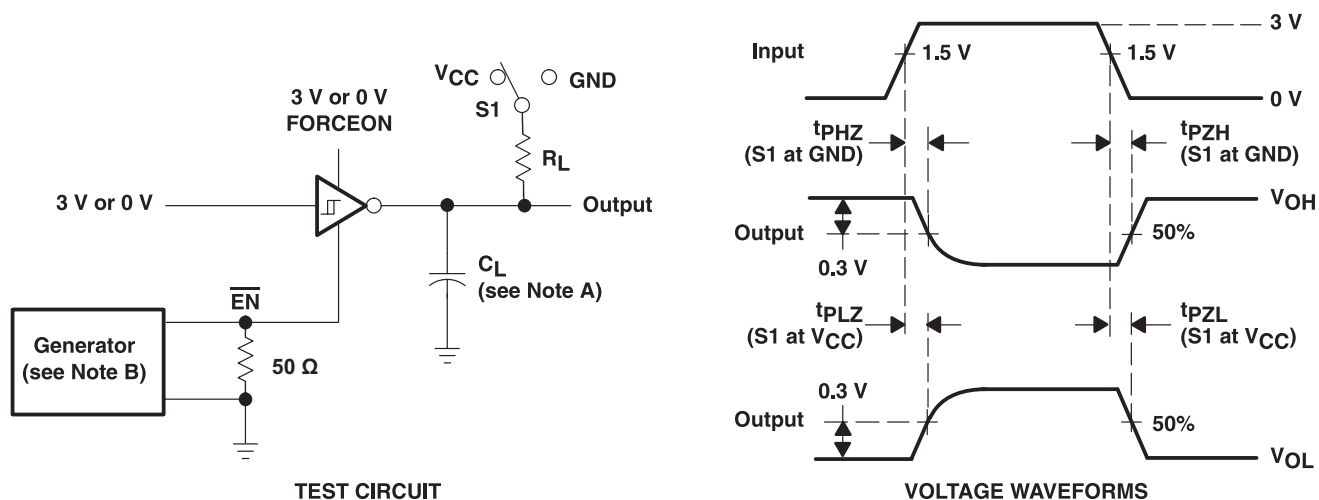 3 V or 0 V
FORCEON
VCC
GND
S1
RL
3 V or 0 V
Output
CL
(see Note A)
EN
Generator
(see Note B)
50 Ω
TEST CIRCUIT
Input
1.5 V
1.5 V
3 V
0 V
tPHZ
(S1 at GND)
tPZH
(S1 at GND)
Output
0.3 V
50%
VOH
tPLZ
(S1 at VCC)
tPZL
(S1 at VCC)
0.3 V
Output
50%
VOL
VOLTAGE WAVEFORMS